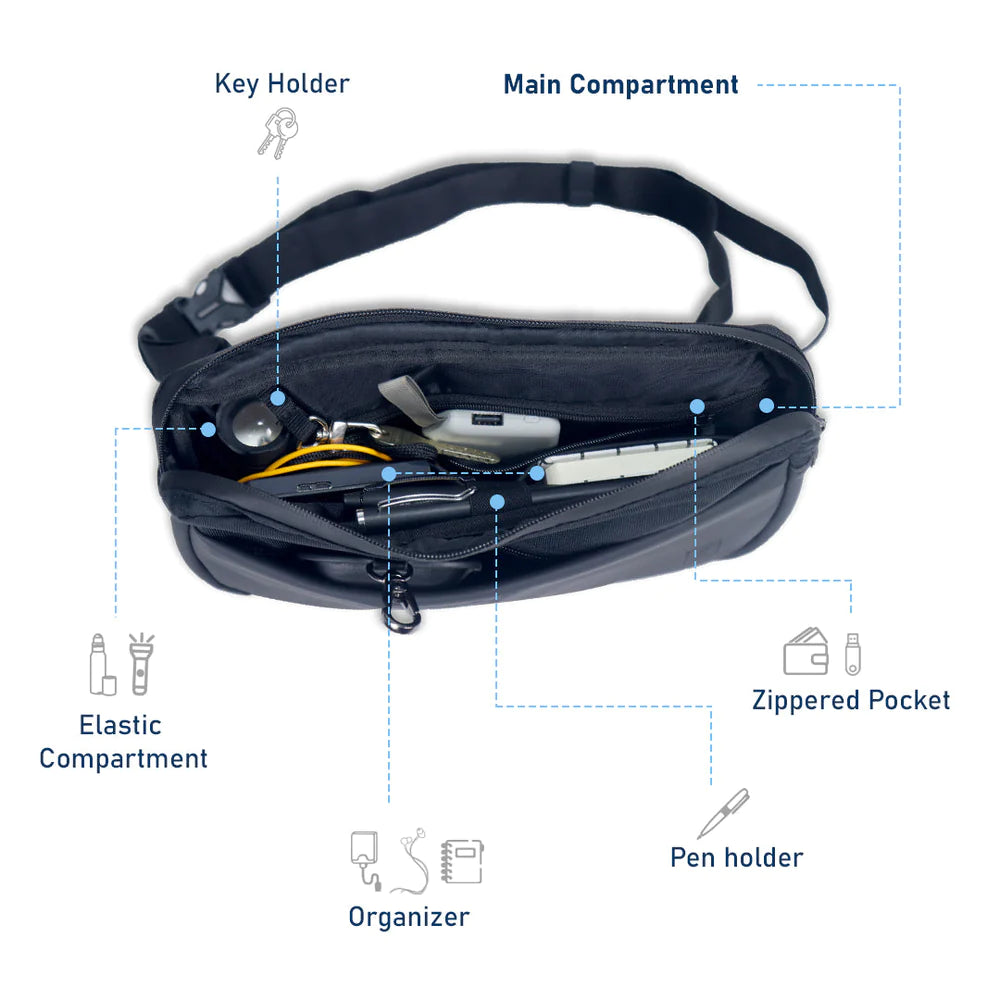 Key Holder
Main Compartment
Elastic
Compartment
Zippered Pocket
Pen holder
Organizer